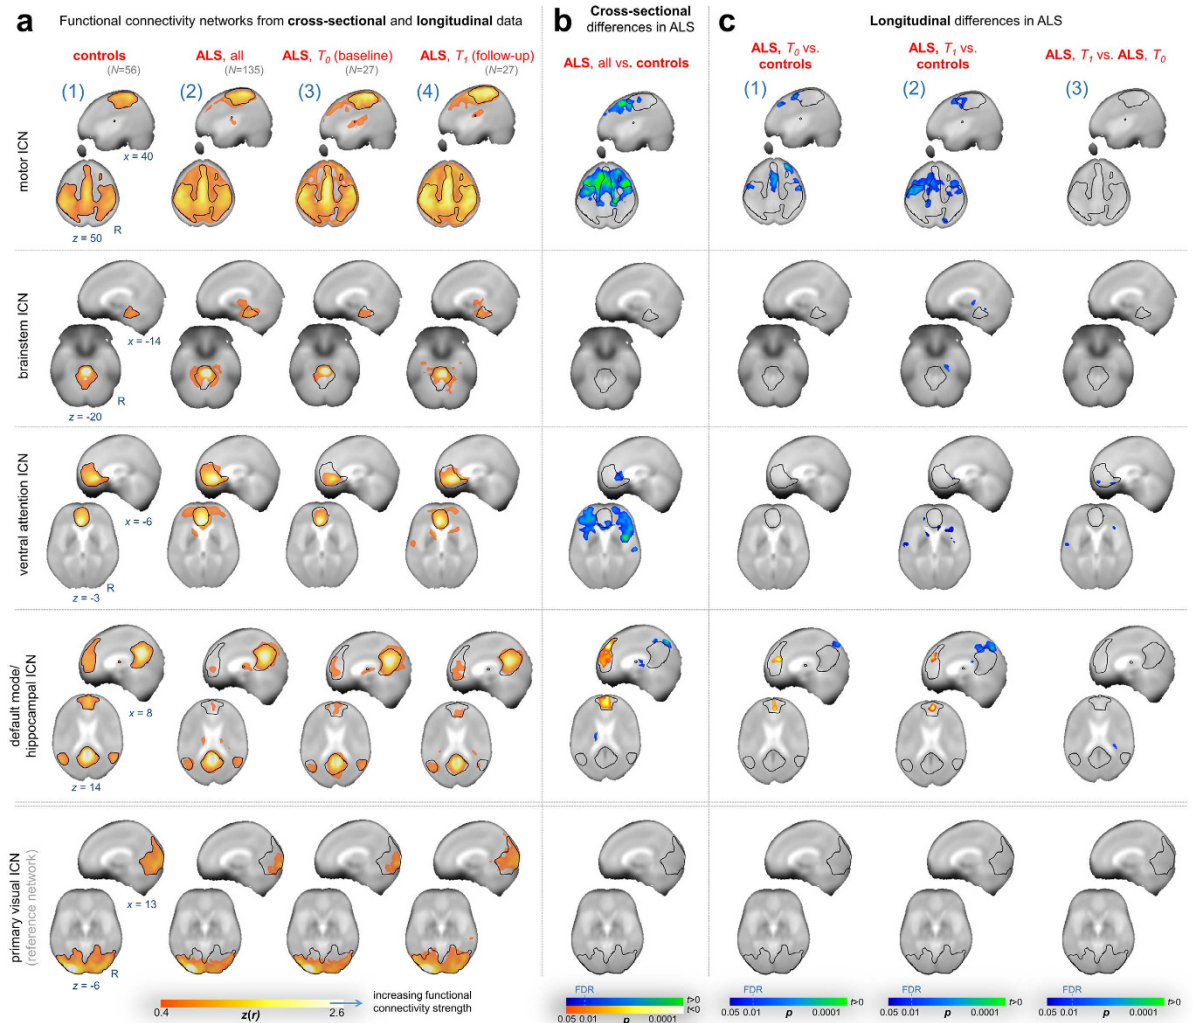 a Functional connectivity networks from cross-sectional and longitudinal data
b Cross-sectional
differences in ALS
c Longitudinal differences in ALS
controls
(N=56)
ALS, all
(N=135)
ALS, T0 (baseline)
(N=27)
ALS, T1 (follow-up)
(N=27)
ALS, all vs. controls
ALS, T0 vs.
controls
ALS, T1 vs.
controls
ALS, T1 vs. ALS, T0
(1)
(2)
(3)
(4)
(1)
(2)
(3)
motor ICN
x = 40
R
z = 50
brainstem ICN
x = -14
R
z = -20
ventral attention ICN
x = -6
R
z = -3
default mode/
hippocampal ICN
x = 8
z = 14
primary visual ICN
(reference network)
x = 13
R
z = -6
0.4 z(r) 2.6
increasing functional
connectivity strength
FDR
t>0
t<0
0.05 0.01 p 0.0001
FDR
t>0
0.05 0.01 p 0.0001
FDR
t>0
0.05 0.01 p 0.0001
FDR
t>0
0.05 0.01 p 0.0001